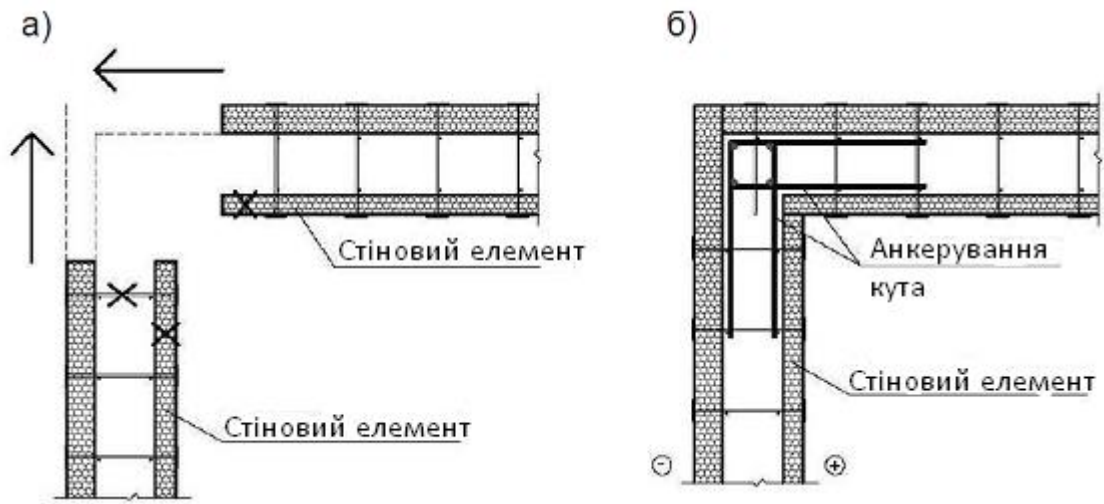 а)
Стіновий елемент
Стіновий елемент
б)
Анкерування
кута
Стіновий елемент
- +